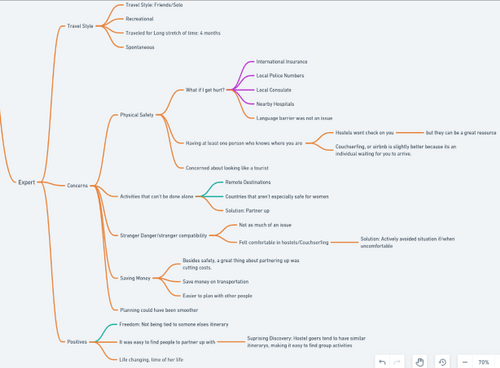 Travel Style: Friends/Solo
Travel Style
Recreational
Traveled for Long stretch of time: 6 months
Spontaneous
International Insurance
Local Police Numbers
What if I get hurt?
Local Consulate
Nearby Hospitals
Physical Safety
Language barrier was not an issue
Hostels wont check on you
but they can be a great resource
Having at least one person who knows where you are
Couchsurfing, or airbnb is slightly better because its an
individual waiting for you to arrive.
Concerned about looking like a tourist
Expert
Concerns
Remote Destinations
Activities that can't be done alone
Countries that aren't especially safe for women
Solution: Partner up
Not as much of an issue
Stranger Danger/stranger compatibility
Felt comfortable in hostels/Couchsurfing
Solution: Actively avoided situation if/when
uncomfortable
Besides safety, a great thing about partnering up was
cutting costs.
Saving Money
Save money on transportation
Easier to plan with other people
Planning could have been smoother
Freedom: Not being tied to someone elses itinerary
Positives
It was easy to find people to partner up with
Suprising Discovery: Hostel goers tend to have similar
itinerarys, making it easy to find group activities
Life changing, time of her life
70%